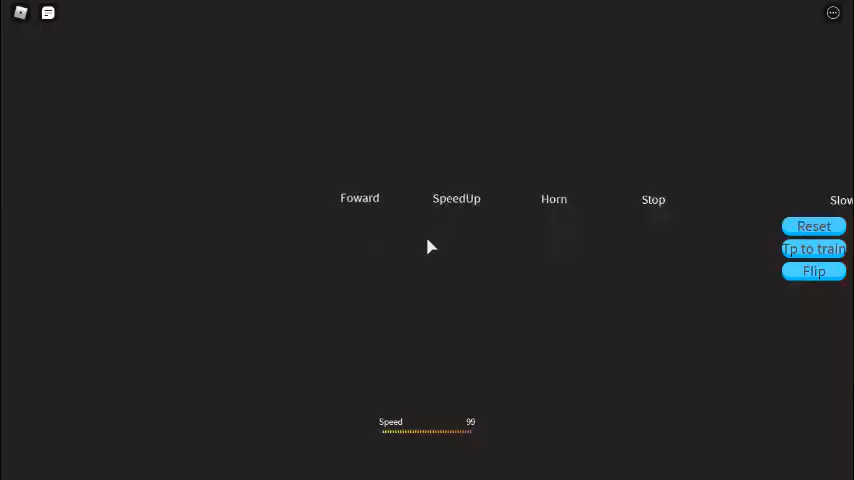 Foward SpeedUp Horn Stop Slow
Reset
Tp to train
Flip
Speed 99